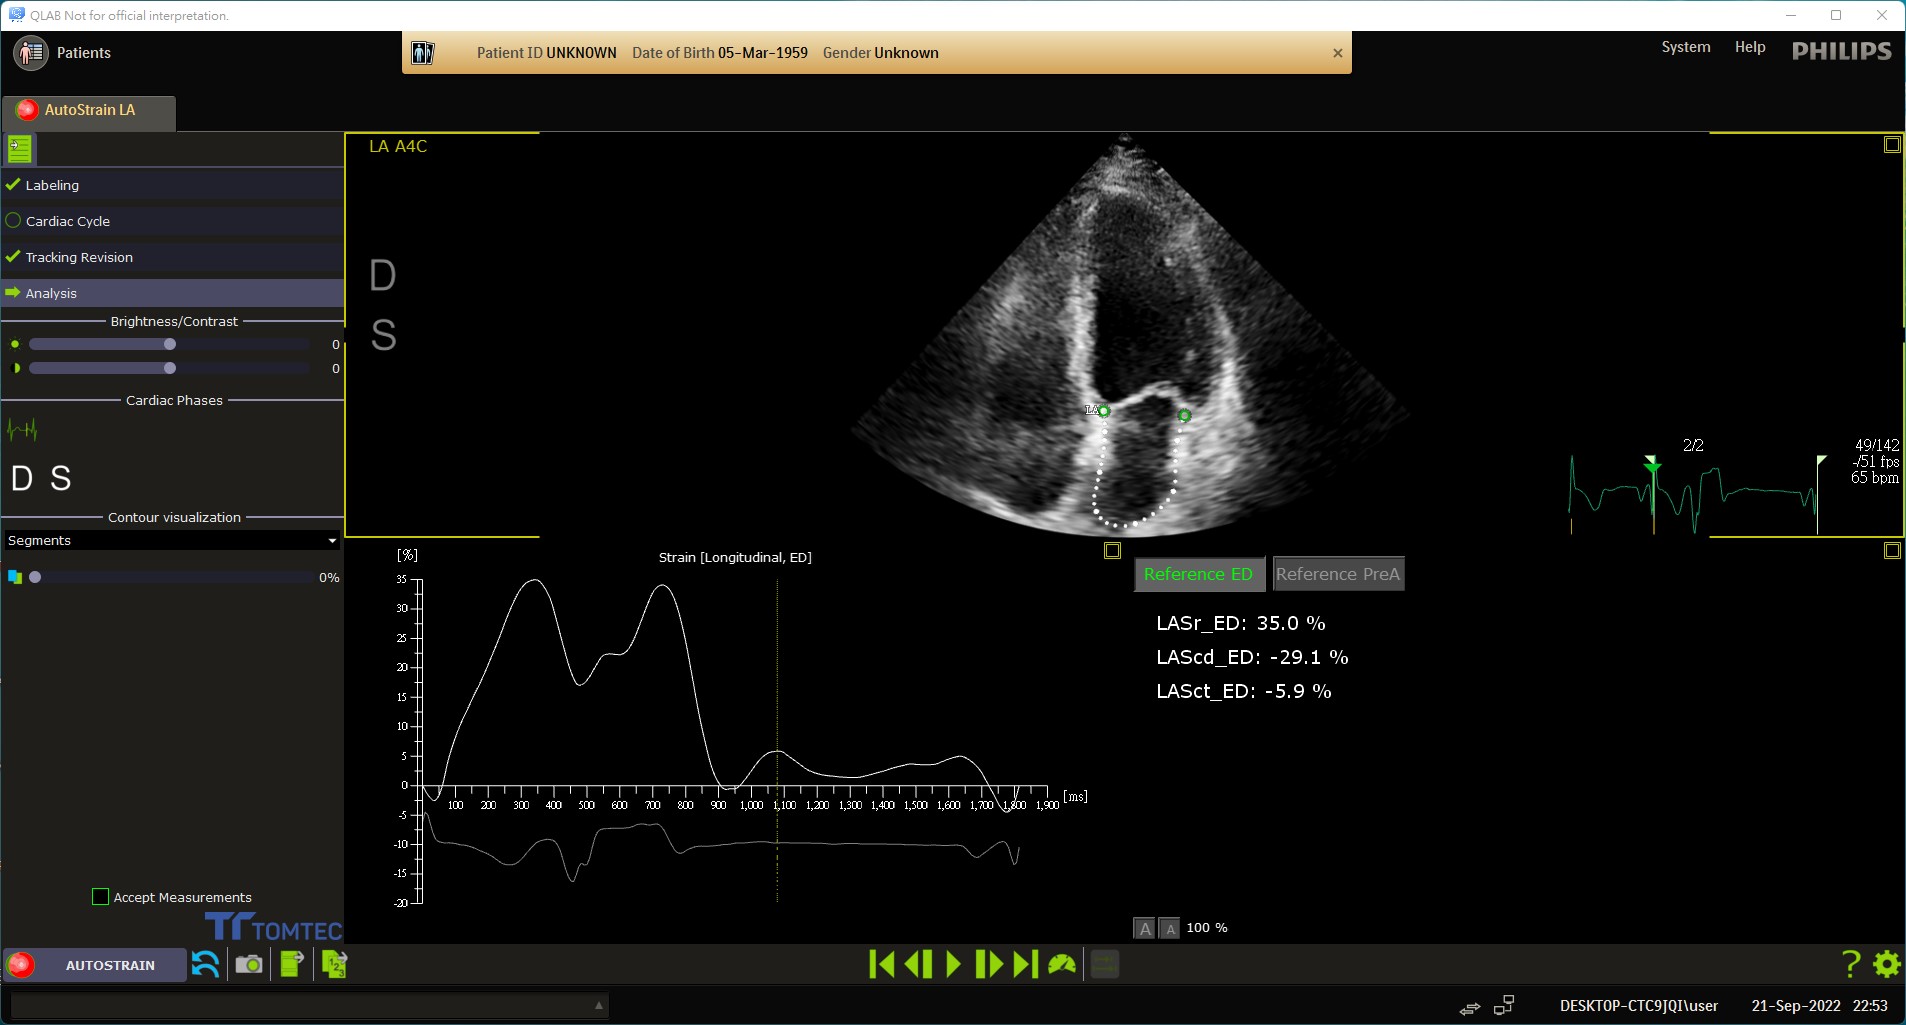 QLAB Not for official interpretation.
Patients
Patient ID UNKNOWN Date of Birth 05-Mar-1959 Gender Unknown
System Help PHILIPS
AutoStrain LA
Labeling
Cardiac Cycle
Tracking Revision
Analysis
Brightness/Contrast
0
0
Cardiac Phases
D S
Contour visualization
Segments
0%
Accept Measurements
TOMTEC
LA A4C
D
S
LA
2/2
49/142
-/51 fps
65 bpm
[%]
Strain [Longitudinal, ED]
35
30
25
20
15
10
5
0
-5
-10
-15
-20
100 200 300 400 500 600 700 800 900 1,000 1,100 1,200 1,300 1,400 1,500 1,600 1,700 1,800 1,900 [ms]
Reference ED Reference PreA
LASr_ED: 35.0 %
LAScd_ED: -29.1 %
LASct_ED: -5.9 %
A A 100 %
AUTOSTRAIN
1 2 3
?
DESKTOP-CTC9JQI\user 21-Sep-2022 22:53